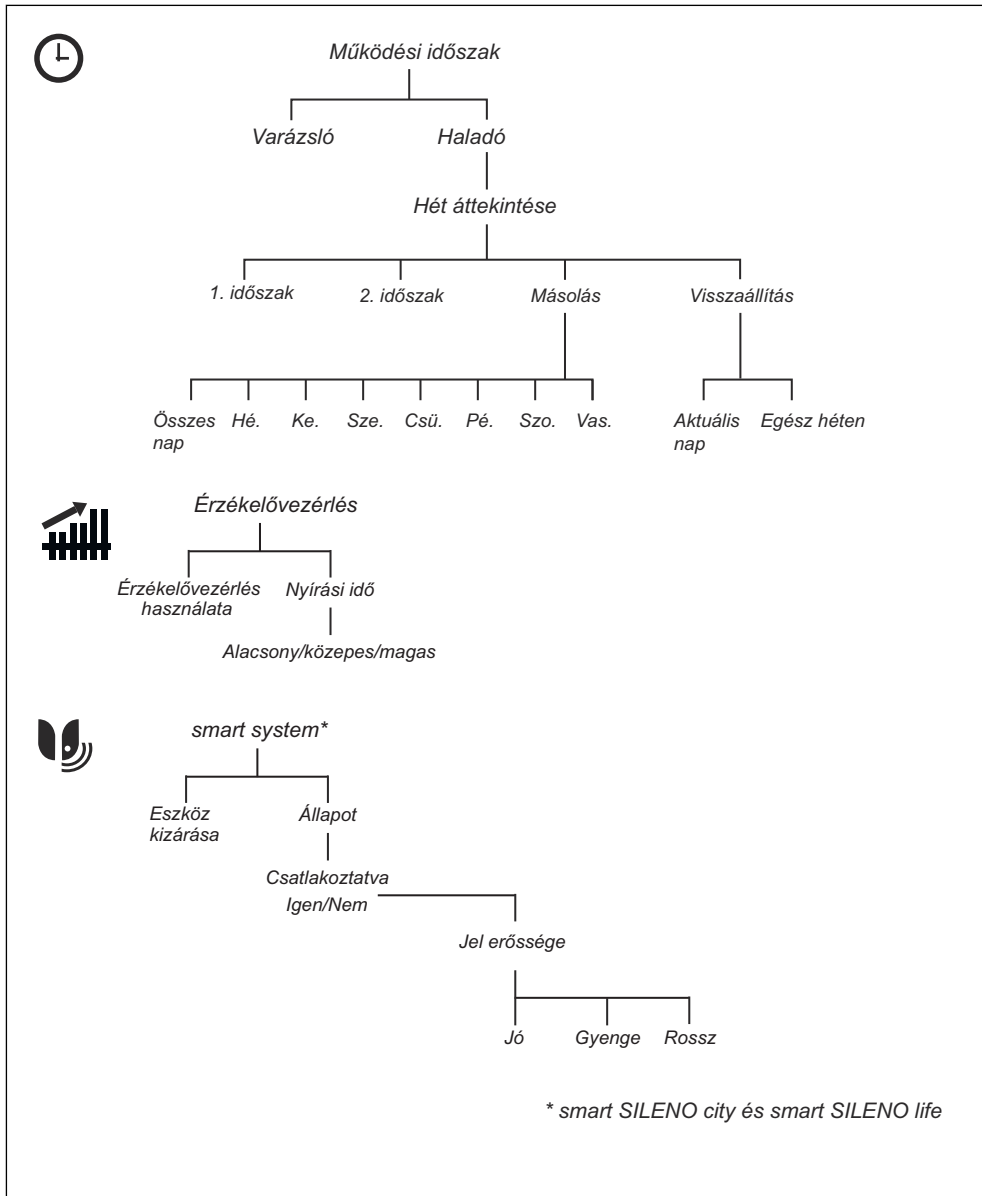 Működési időszak
Varázsló
Haladó
Hét áttekintése
1. időszak
2. időszak
Másolás
Visszaállítás
Összes
nap
Hé.
Ke.
Sze.
Csü.
Pé.
Szo.
Vas.
Aktuális
nap
Egész héten
Érzékelővezérlés
Érzékelővezérlés
használata
Nyírási idő
Alacsony/közepes/magas
smart system*
Eszköz
kizárása
Állapot
Csatlakoztatva
Igen/Nem
Jel erőssége
Jó
Gyenge
Rossz
* smart SILENO city és smart SILENO life